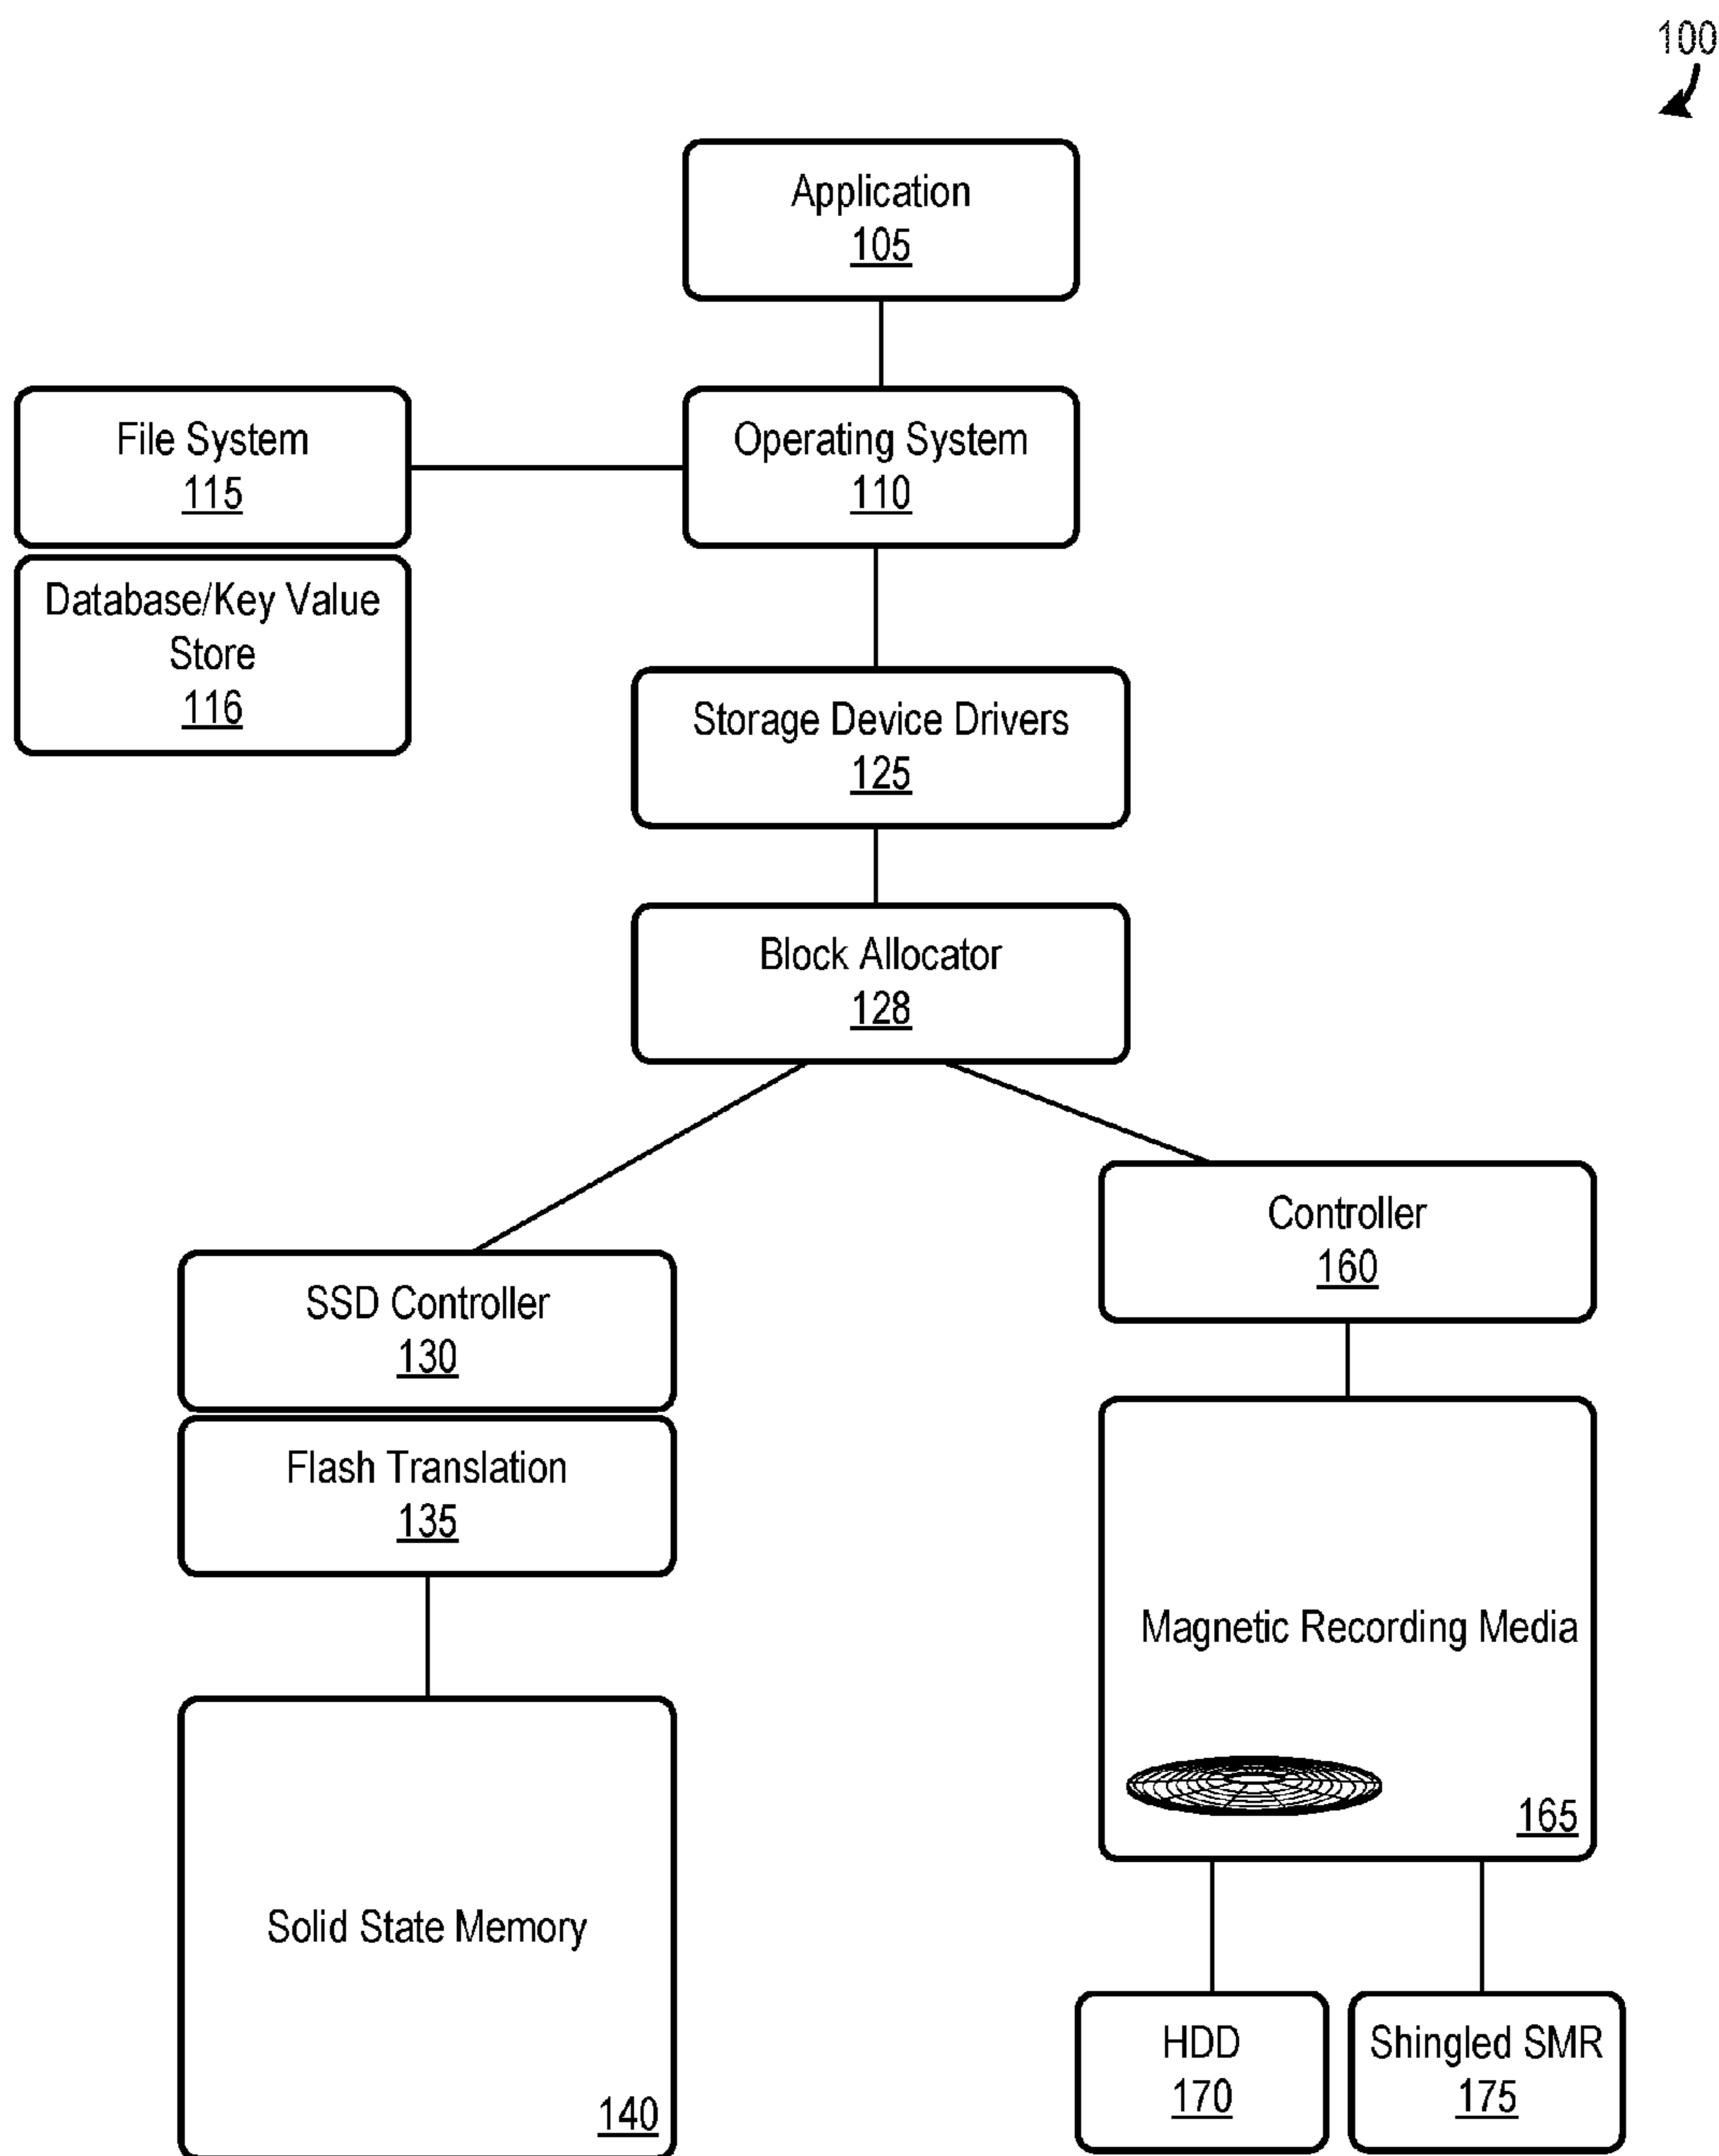 100
Application
105
File System
115
Operating System
110
Database/Key Value
Store
116
Storage Device Drivers
125
Block Allocator
128
Controller
160
SSD Controller
130
Flash Translation
135
Magnetic Recording Media
165
Solid State Memory
140
HDD
170
Shingled SMR
175